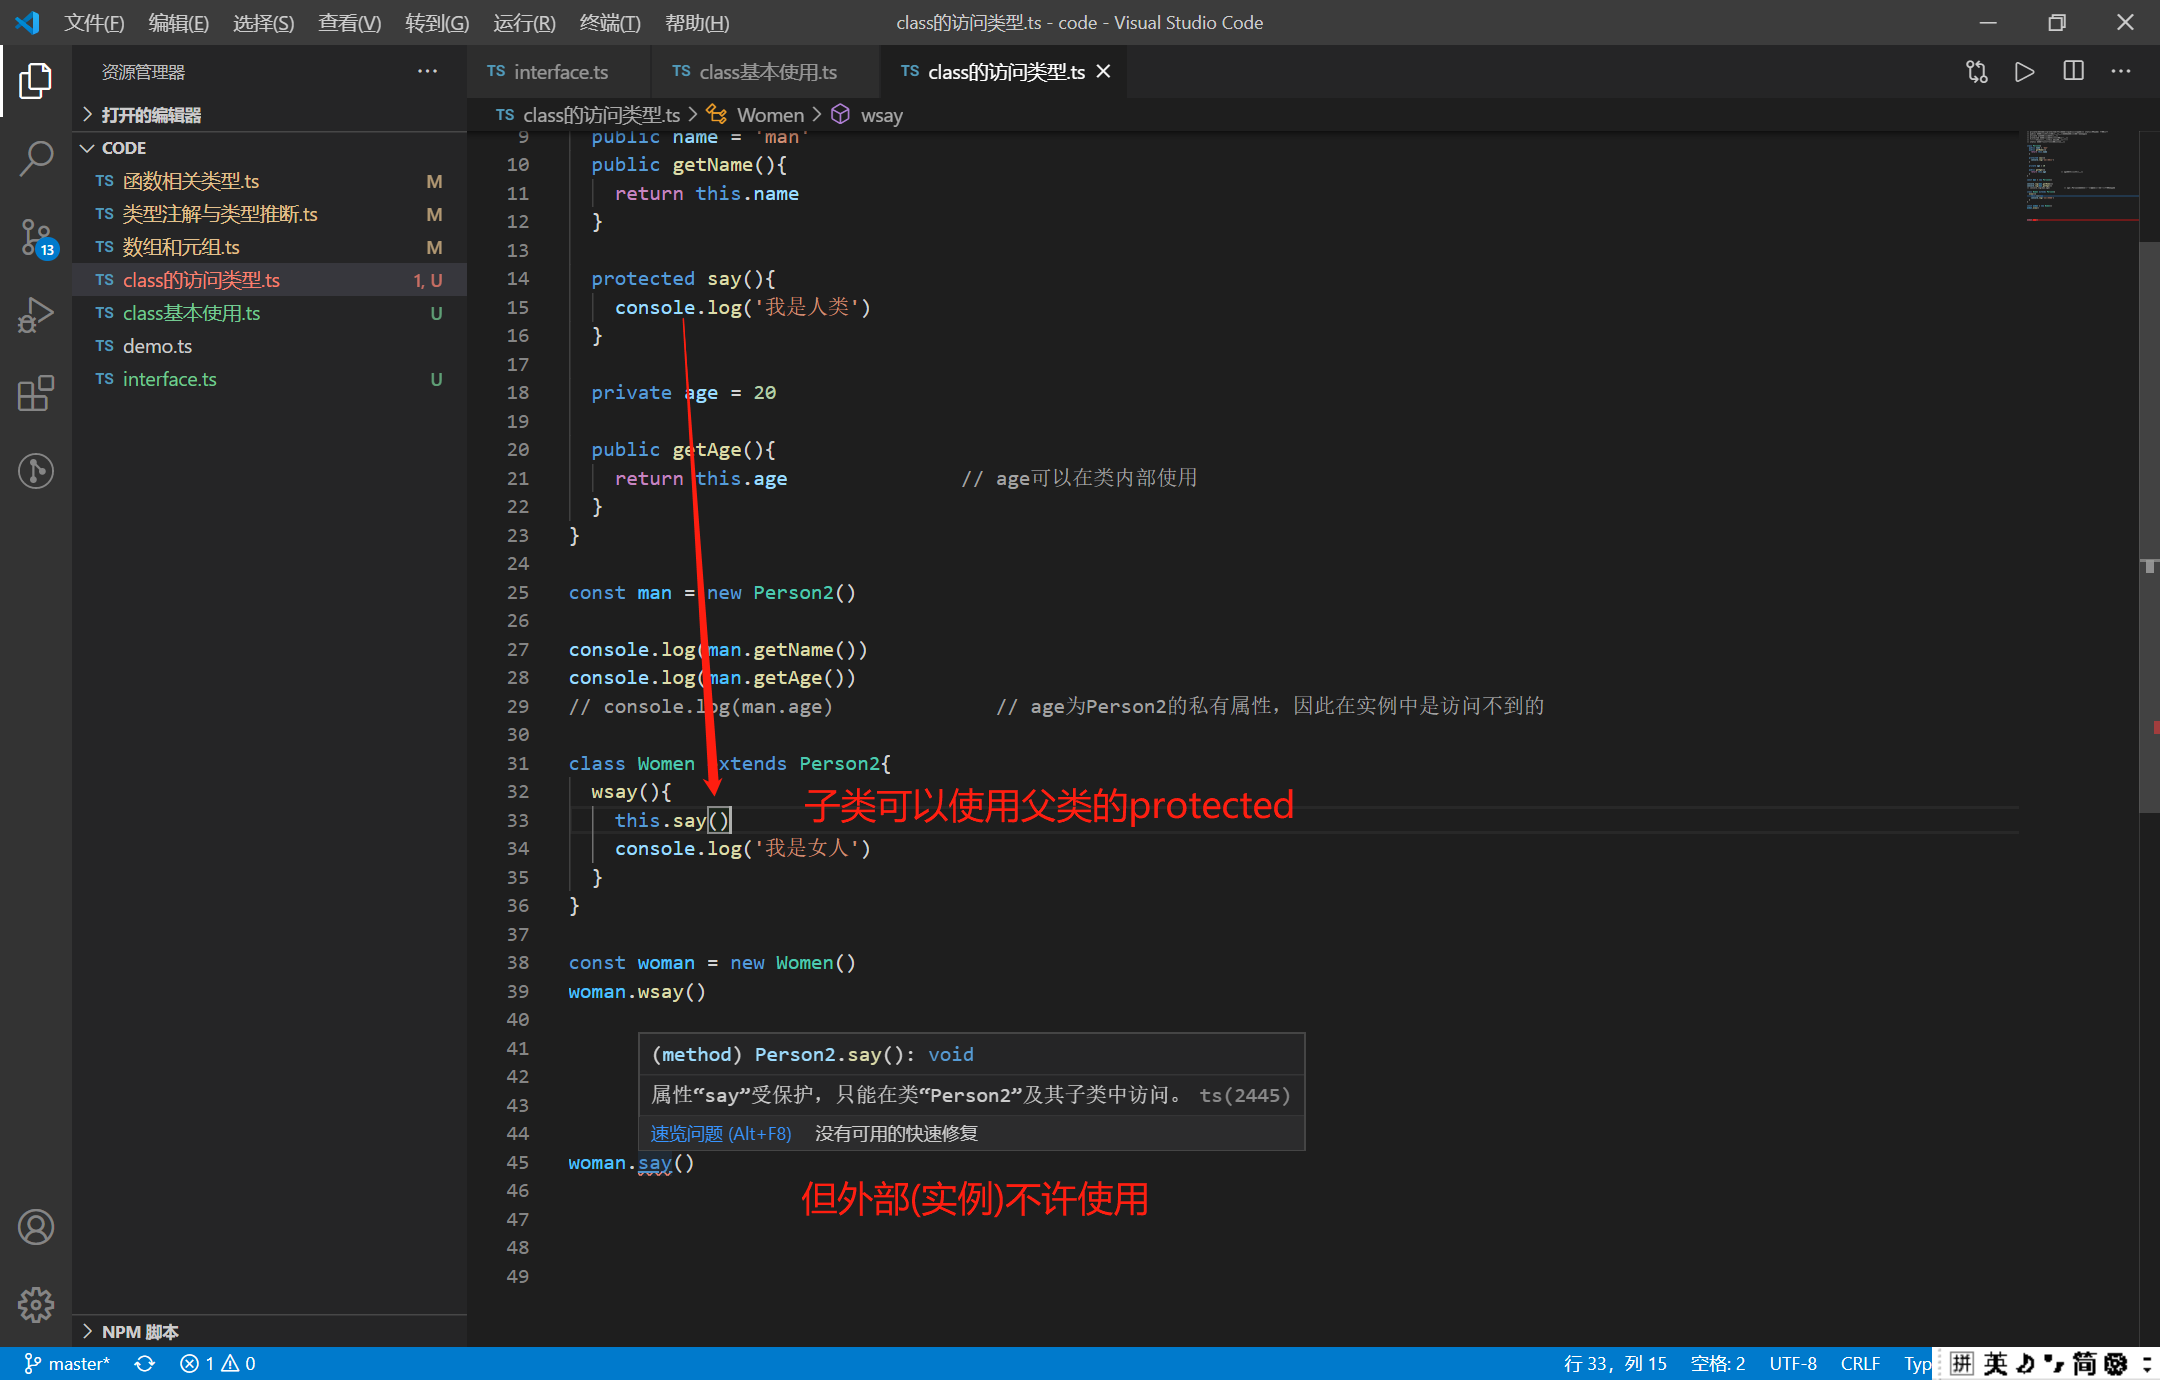 文件(F) 编辑(E) 选择(S) 查看(V) 转到(G) 运行(R) 终端(T) 帮助(H) class的访问类型.ts - code - Visual Studio Code
资源管理器 ···
TS interface.ts TS class基本使用.ts TS class的访问类型.ts
打开的编辑器
TS class的访问类型.ts > Women > wsay
CODE
TS 函数相关类型.ts M
TS 类型注解与类型推断.ts M
TS 数组和元组.ts M
TS class的访问类型.ts 1, U
TS class基本使用.ts U
TS demo.ts
TS interface.ts U
13
NPM 脚本
9 public name = 'man'
10 public getName(){
11 return this.name
12 }
13
14 protected say(){
15 console.log('我是人类')
16 }
17
18 private age = 20
19
20 public getAge(){
21 return this.age // age可以在类内部使用
22 }
23 }
24
25 const man = new Person2()
26
27 console.log(man.getName())
28 console.log(man.getAge())
29 // console.log(man.age) // age为Person2的私有属性，因此在实例中是访问不到的
30
31 class Women extends Person2{
32 wsay(){
子类可以使用父类的protected
33 this.say()
34 console.log('我是女人')
35 }
36 }
37
38 const woman = new Women()
39 woman.wsay()
40
41 (method) Person2.say(): void
42
43 属性“say”受保护，只能在类“Person2”及其子类中访问。 ts(2445)
44 速览问题 (Alt+F8) 没有可用的快速修复
45 woman.say()
46
但外部(实例)不许使用
47
48
49
master* 1 0 行 33，列 15 空格: 2 UTF-8 CRLF Typ 拼 英 简